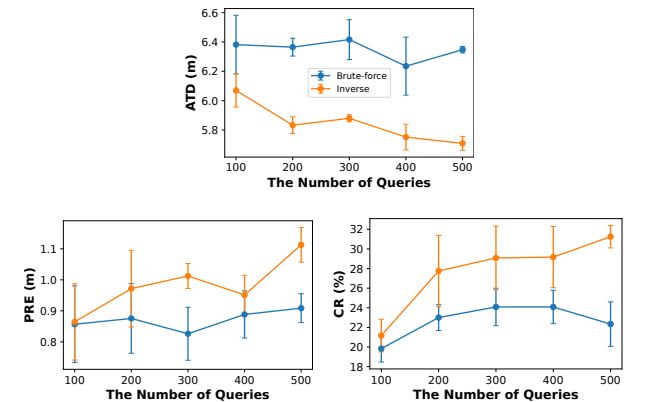 6.6
6.4
6.2
6.0
5.8
ATD (m)
Brute-force
Inverse
100 200 300 400 500
The Number of Queries
1.1
1.0
0.9
0.8
PRE (m)
100 200 300 400 500
The Number of Queries
32
30
28
26
24
22
20
18
CR (%)
100 200 300 400 500
The Number of Queries